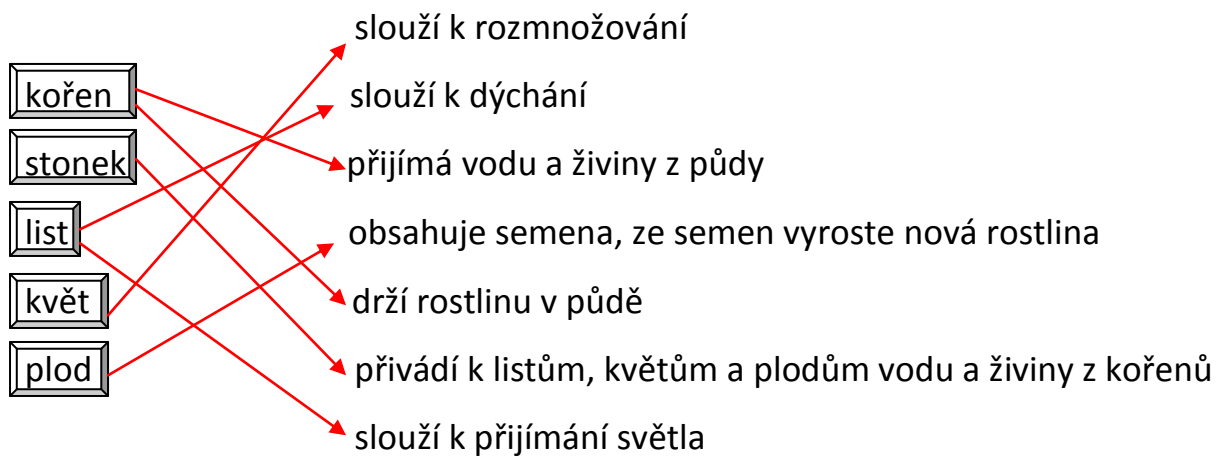 slouží k rozmnožování
kořen
slouží k dýchání
stonek
přijímá vodu a živiny z půdy
list
obsahuje semena, ze semen vyroste nová rostlina
květ
drží rostlinu v půdě
plod
přivádí k listům, květům a plodům vodu a živiny z kořenů
slouží k přijímání světla